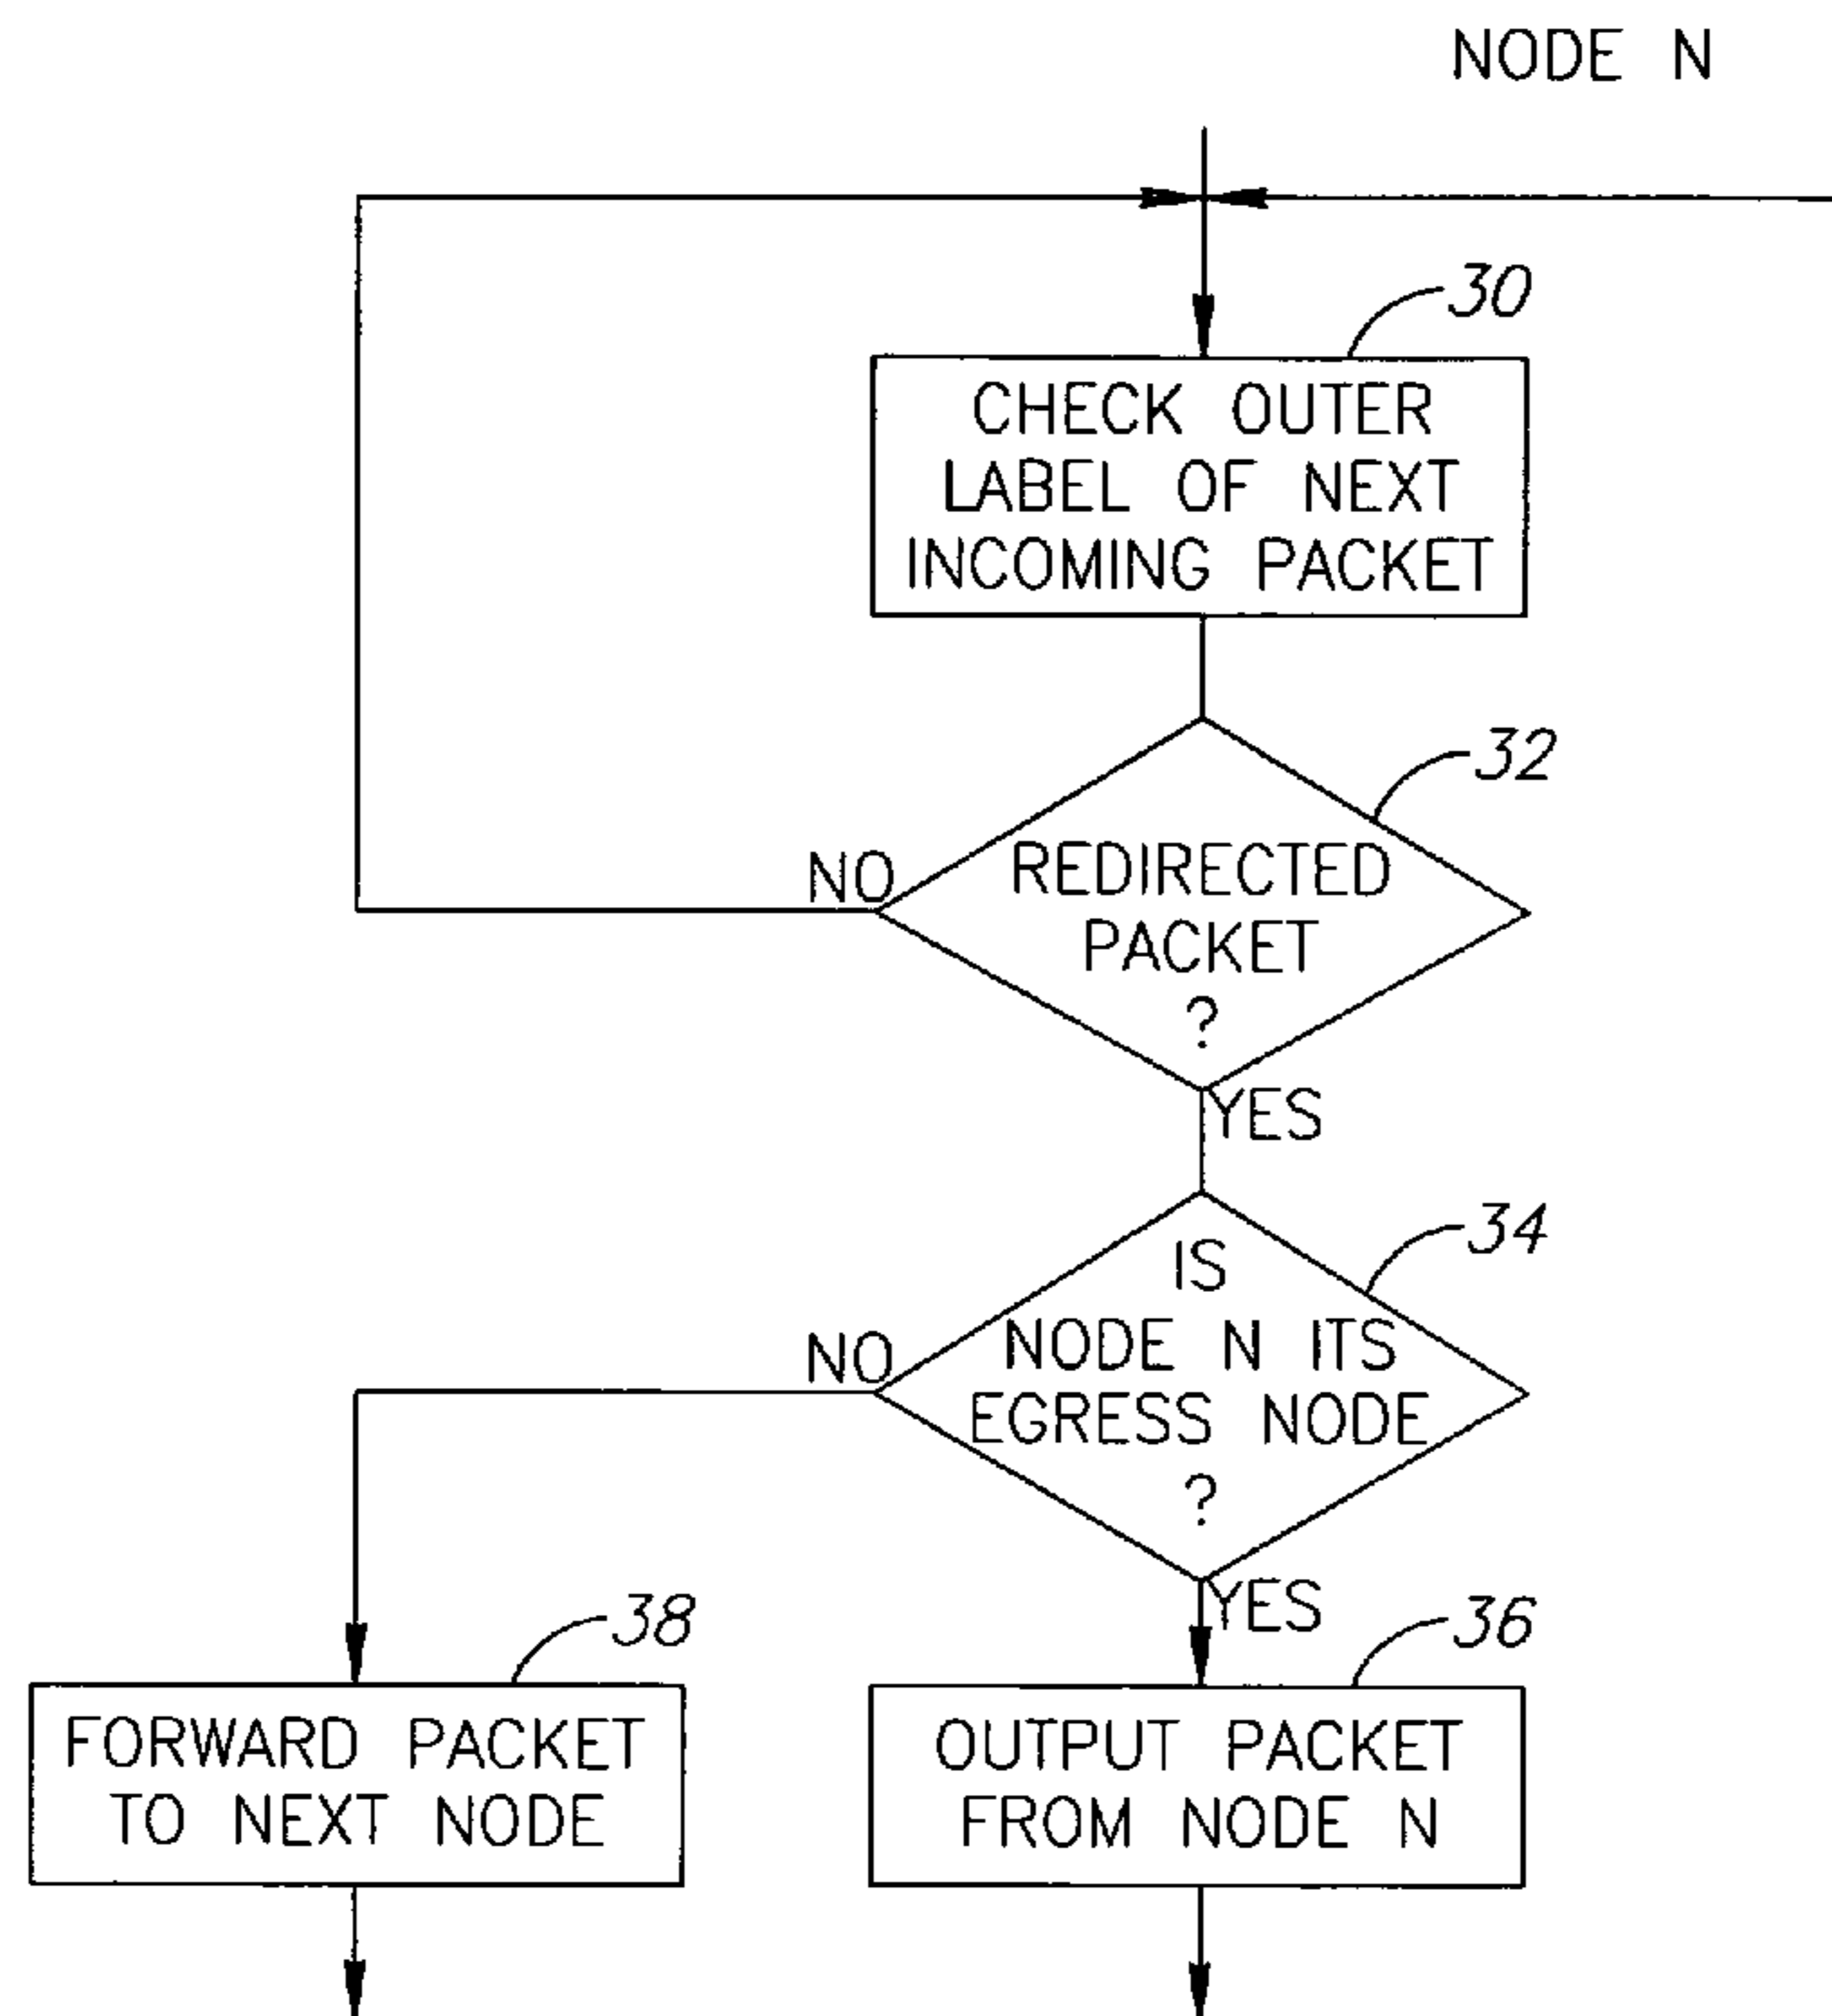 NODE N
30
CHECK OUTER
LABEL OF NEXT
INCOMING PACKET
32
NO
REDIRECTED
PACKET
?
YES
34
IS
NO
NODE N ITS
EGRESS NODE
?
YES
38
36
FORWARD PACKET
TO NEXT NODE
OUTPUT PACKET
FROM NODE N